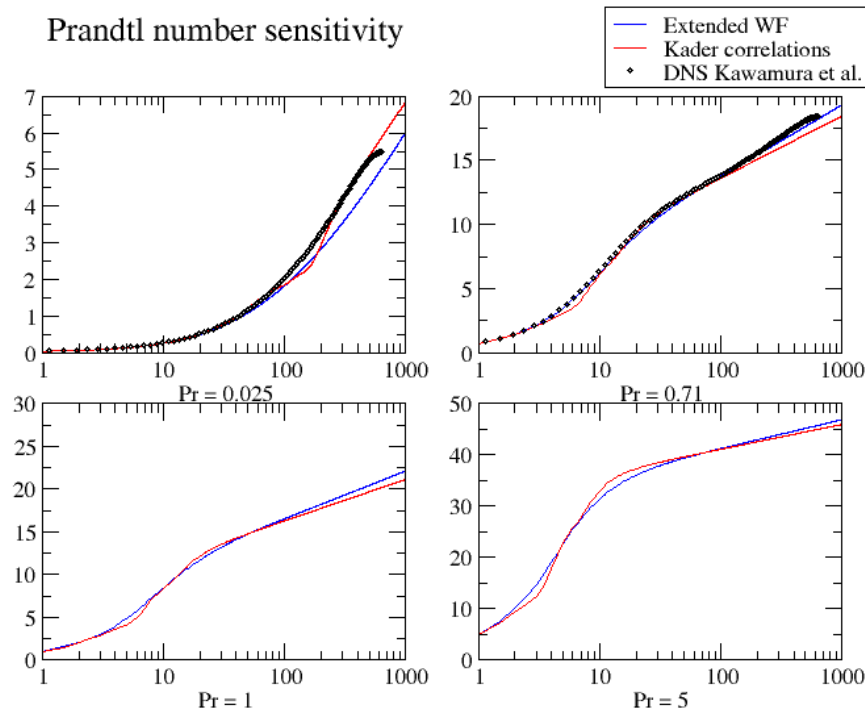 Prandtl number sensitivity
Extended WF
Kader correlations
DNS Kawamura et al.
7
6
5
4
3
2
1
0
1 10 100 1000
Pr = 0.025
20
15
10
5
0
1 10 100 1000
Pr = 0.71
30
25
20
15
10
5
0
1 10 100 1000
Pr = 1
50
40
30
20
10
0
1 10 100 1000
Pr = 5